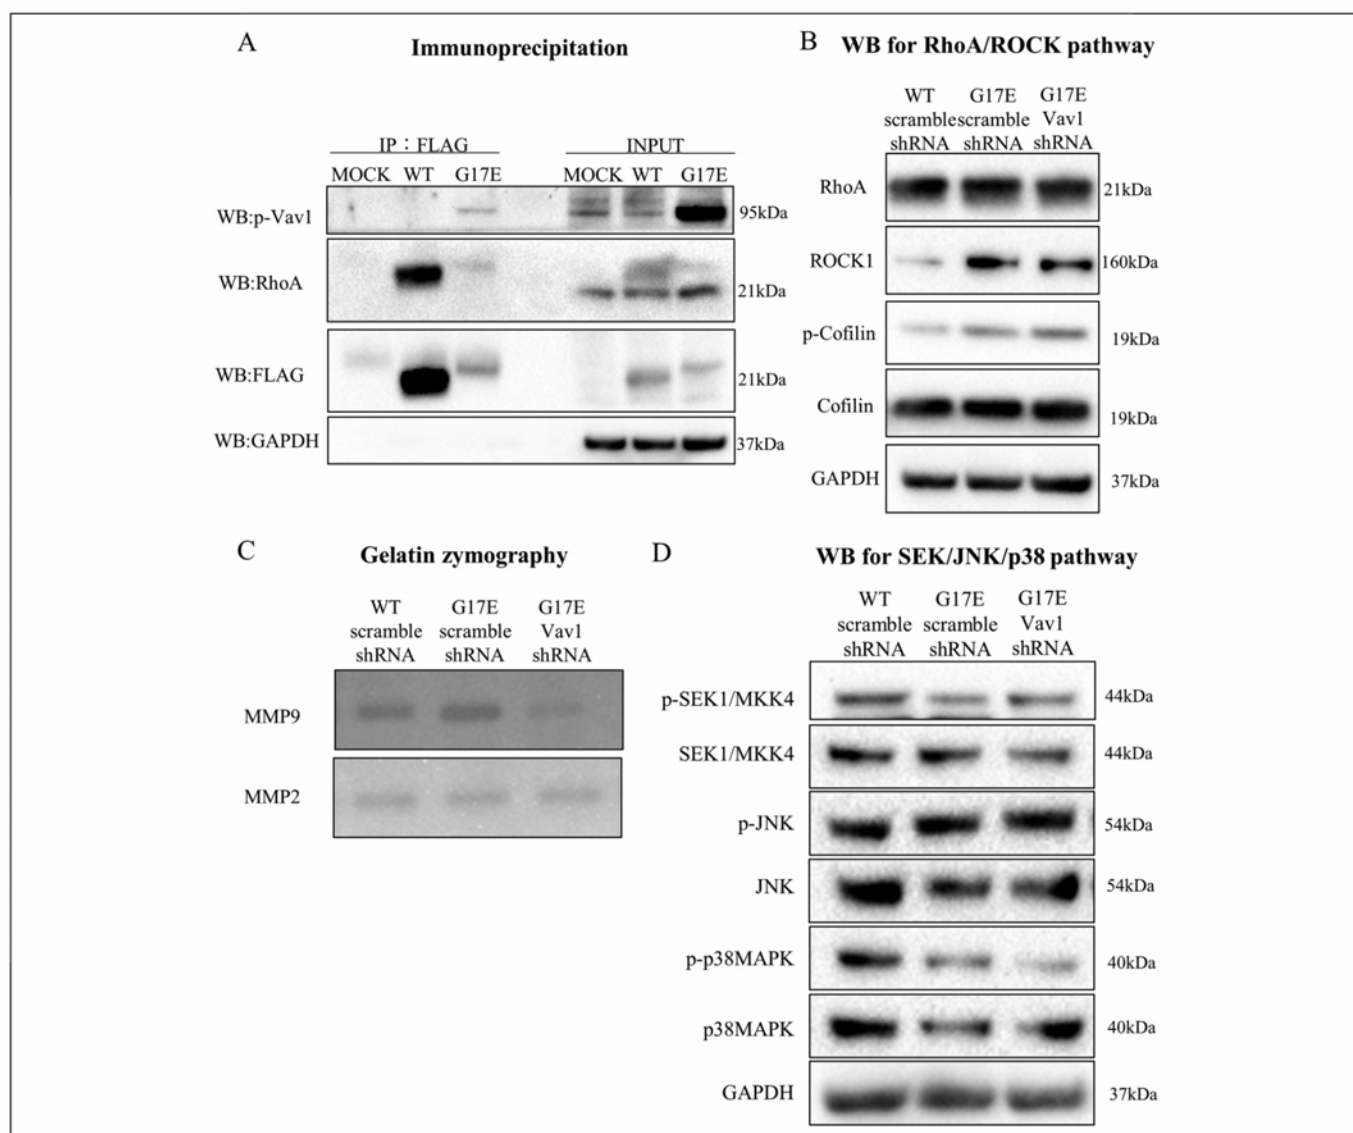 A
Immunoprecipitation
IP：FLAG
INPUT
MOCK WT G17E
MOCK WT G17E
WB:p-Vav1
95kDa
WB:RhoA
21kDa
WB:FLAG
21kDa
WB:GAPDH
37kDa
B
WB for RhoA/ROCK pathway
WT
scramble
shRNA
G17E
scramble
shRNA
G17E
Vav1
shRNA
RhoA
21kDa
ROCK1
160kDa
p-Cofilin
19kDa
Cofilin
19kDa
GAPDH
37kDa
C
Gelatin zymography
WT
scramble
shRNA
G17E
scramble
shRNA
G17E
Vav1
shRNA
MMP9
MMP2
D
WB for SEK/JNK/p38 pathway
WT
scramble
shRNA
G17E
scramble
shRNA
G17E
Vav1
shRNA
p-SEK1/MKK4
44kDa
SEK1/MKK4
44kDa
p-JNK
54kDa
JNK
54kDa
p-p38MAPK
40kDa
p38MAPK
40kDa
GAPDH
37kDa